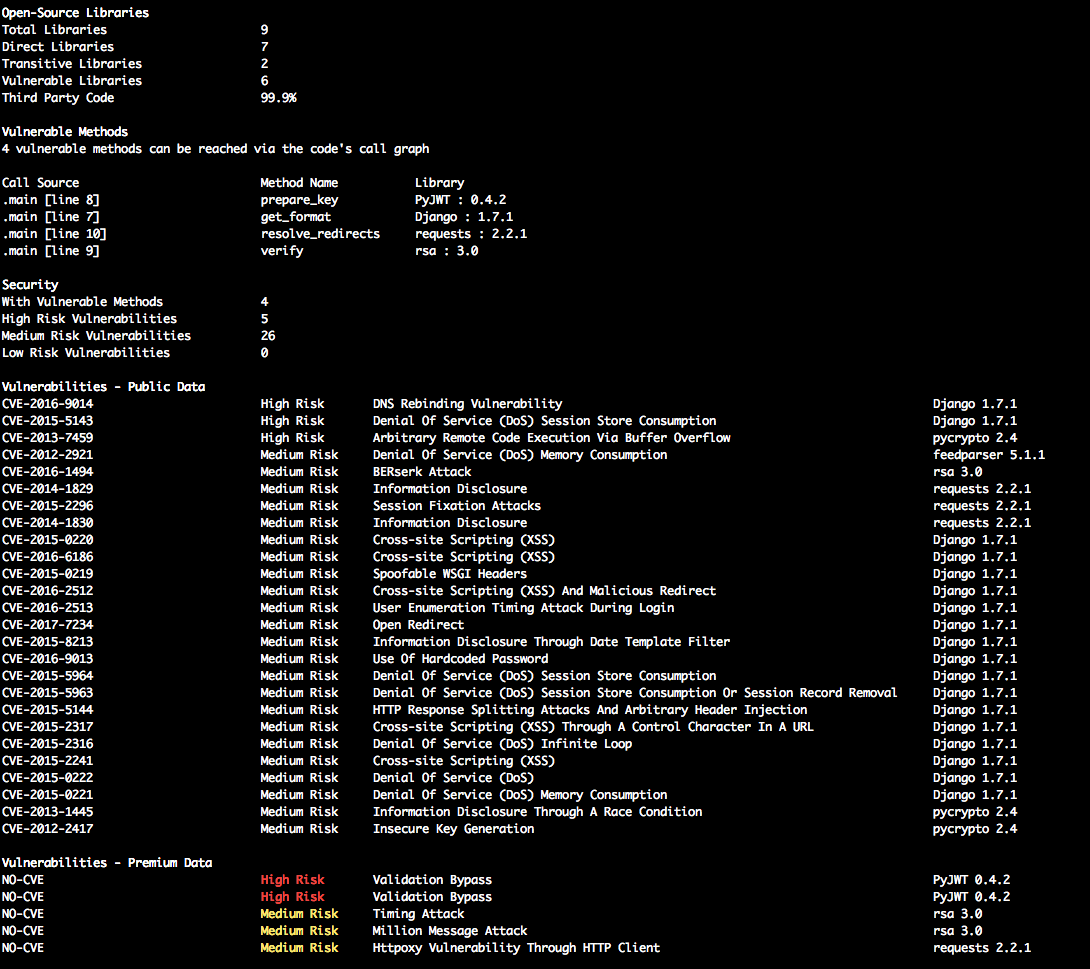 Open-Source Libraries
Total Libraries 9
Direct Libraries 7
Transitive Libraries 2
Vulnerable Libraries 6
Third Party Code 99.9%
Vulnerable Methods
4 vulnerable methods can be reached via the code's call graph
Call Source Method Name Library
.main [line 8] prepare_key PyJWT : 0.4.2
.main [line 7] get_format Django : 1.7.1
.main [line 10] resolve_redirects requests : 2.2.1
.main [line 9] verify rsa : 3.0
Security
With Vulnerable Methods 4
High Risk Vulnerabilities 5
Medium Risk Vulnerabilities 26
Low Risk Vulnerabilities 0
Vulnerabilities - Public Data
CVE-2016-9014 High Risk DNS Rebinding Vulnerability Django 1.7.1
CVE-2015-5143 High Risk Denial Of Service (DoS) Session Store Consumption Django 1.7.1
CVE-2013-7459 High Risk Arbitrary Remote Code Execution Via Buffer Overflow pycrypto 2.4
CVE-2012-2921 Medium Risk Denial Of Service (DoS) Memory Consumption feedparser 5.1.1
CVE-2016-1494 Medium Risk BERserk Attack rsa 3.0
CVE-2014-1829 Medium Risk Information Disclosure requests 2.2.1
CVE-2015-2296 Medium Risk Session Fixation Attacks requests 2.2.1
CVE-2014-1830 Medium Risk Information Disclosure requests 2.2.1
CVE-2015-0220 Medium Risk Cross-site Scripting (XSS) Django 1.7.1
CVE-2016-6186 Medium Risk Cross-site Scripting (XSS) Django 1.7.1
CVE-2015-0219 Medium Risk Spoofable WSGI Headers Django 1.7.1
CVE-2016-2512 Medium Risk Cross-site Scripting (XSS) And Malicious Redirect Django 1.7.1
CVE-2016-2513 Medium Risk User Enumeration Timing Attack During Login Django 1.7.1
CVE-2017-7234 Medium Risk Open Redirect Django 1.7.1
CVE-2015-8213 Medium Risk Information Disclosure Through Date Template Filter Django 1.7.1
CVE-2016-9013 Medium Risk Use Of Hardcoded Password Django 1.7.1
CVE-2015-5964 Medium Risk Denial Of Service (DoS) Session Store Consumption Django 1.7.1
CVE-2015-5963 Medium Risk Denial Of Service (DoS) Session Store Consumption Or Session Record Removal Django 1.7.1
CVE-2015-5144 Medium Risk HTTP Response Splitting Attacks And Arbitrary Header Injection Django 1.7.1
CVE-2015-2317 Medium Risk Cross-site Scripting (XSS) Through A Control Character In A URL Django 1.7.1
CVE-2015-2316 Medium Risk Denial Of Service (DoS) Infinite Loop Django 1.7.1
CVE-2015-2241 Medium Risk Cross-site Scripting (XSS) Django 1.7.1
CVE-2015-0222 Medium Risk Denial Of Service (DoS) Django 1.7.1
CVE-2015-0221 Medium Risk Denial Of Service (DoS) Memory Consumption Django 1.7.1
CVE-2013-1445 Medium Risk Information Disclosure Through A Race Condition pycrypto 2.4
CVE-2012-2417 Medium Risk Insecure Key Generation pycrypto 2.4
Vulnerabilities - Premium Data
NO-CVE High Risk Validation Bypass PyJWT 0.4.2
NO-CVE High Risk Validation Bypass PyJWT 0.4.2
NO-CVE Medium Risk Timing Attack rsa 3.0
NO-CVE Medium Risk Million Message Attack rsa 3.0
NO-CVE Medium Risk Httpoxy Vulnerability Through HTTP Client requests 2.2.1